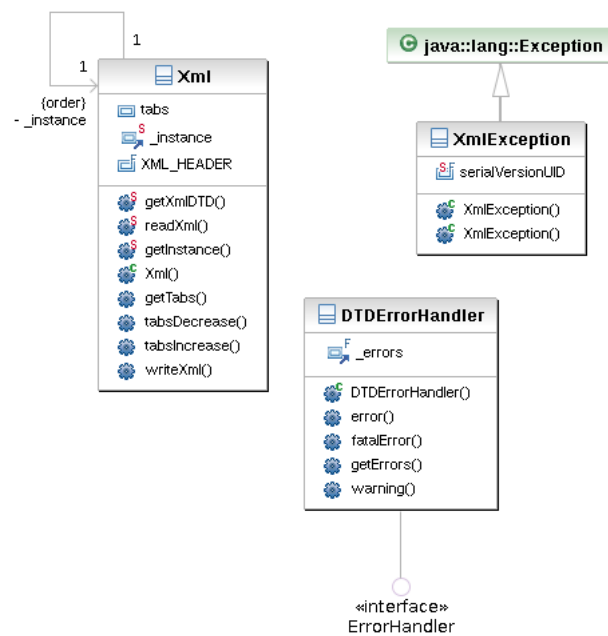 1
1
{order}
- _instance
Xml
tabs
S
_instance
F
XML_HEADER
S
getXmlDTD()
S
readXml()
S
getInstance()
C
Xml()
getTabs()
tabsDecrease()
tabsIncrease()
writeXml()
C
java::lang::Exception
XmlException
S F
serialVersionUID
C
XmlException()
C
XmlException()
DTDErrorHandler
F
_errors
C
DTDErrorHandler()
error()
fatalError()
getErrors()
warning()
«interface»
ErrorHandler